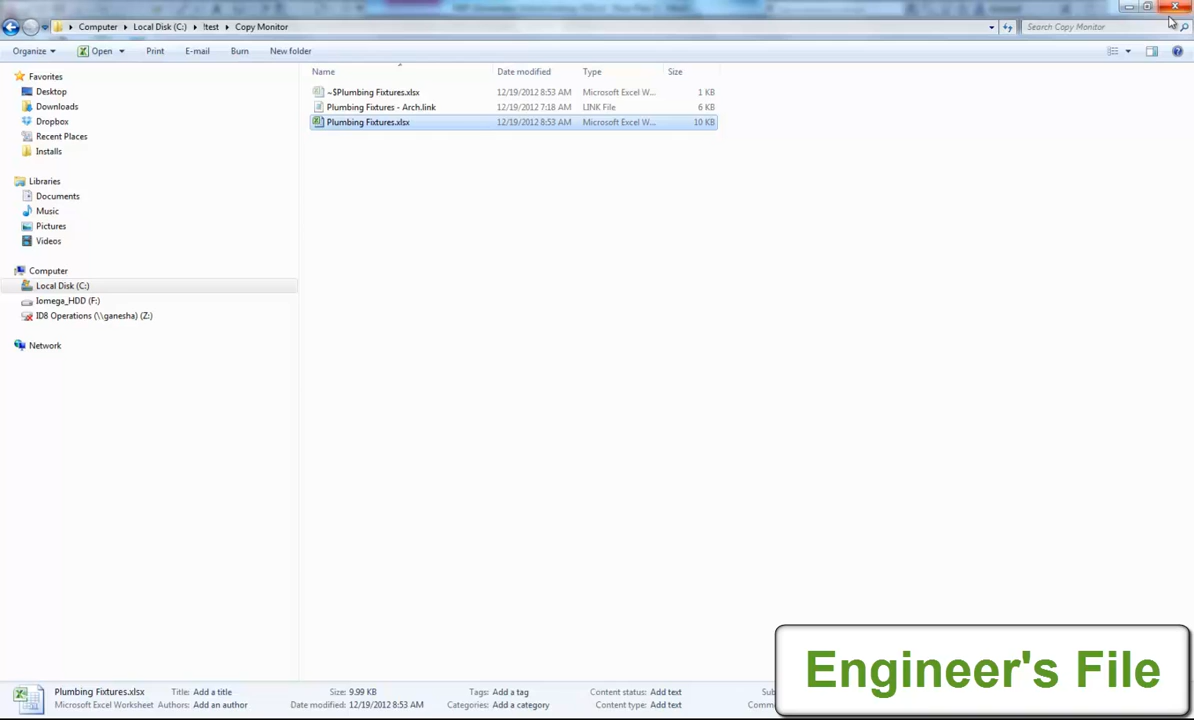 Computer Local Disk (C:) !test Copy Monitor Search Copy Monitor
Organize Open Print E-mail Burn New folder
Favorites
Desktop
Downloads
Dropbox
Recent Places
Installs
Libraries
Documents
Music
Pictures
Videos
Computer
Local Disk (C:)
Iomega_HDD (F:)
ID8 Operations (\\ganesha) (Z:)
Network
Name Date modified Type Size
~$Plumbing Fixtures.xlsx 12/19/2012 8:53 AM Microsoft Excel W... 1 KB
Plumbing Fixtures - Arch.link 12/19/2012 7:18 AM LINK File 6 KB
Plumbing Fixtures.xlsx 12/19/2012 8:53 AM Microsoft Excel W... 10 KB
Engineer's File
Plumbing Fixtures.xlsx Title: Add a title Size: 9.99 KB Tags: Add a tag Content status: Add text
Microsoft Excel Worksheet Authors: Add an author Date modified: 12/19/2012 8:53 AM Categories: Add a category Content type: Add text